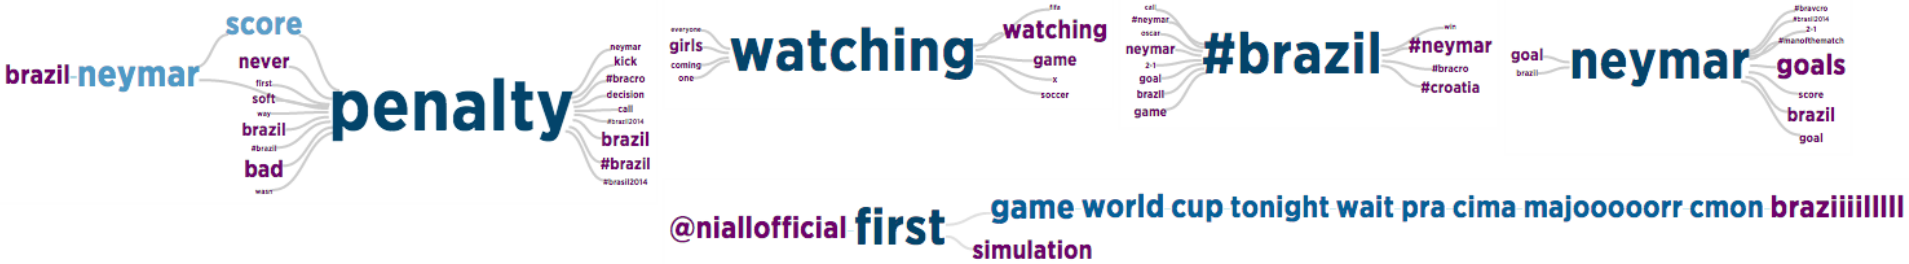 brazil neymar
score
never
first
soft
way
brazil
#brazil
bad
wasn
penalty
neymar
kick
#bracro
decision
call
#brazil2014
brazil
#brazil
#brasil2014
everyone
girls
coming
one
watching
fifa
watching
game
x
soccer
call
#neymar
oscar
neymar
2-1
goal
brazil
game
#brazil
win
#neymar
#bracro
#croatia
goal
brazil
neymar
#bravcro
#brasil2014
2-1
#manofthematch
goals
score
brazil
goal
@niallofficial first
game world cup tonight wait pra cima majooooorr cmon braziiiilllll
simulation